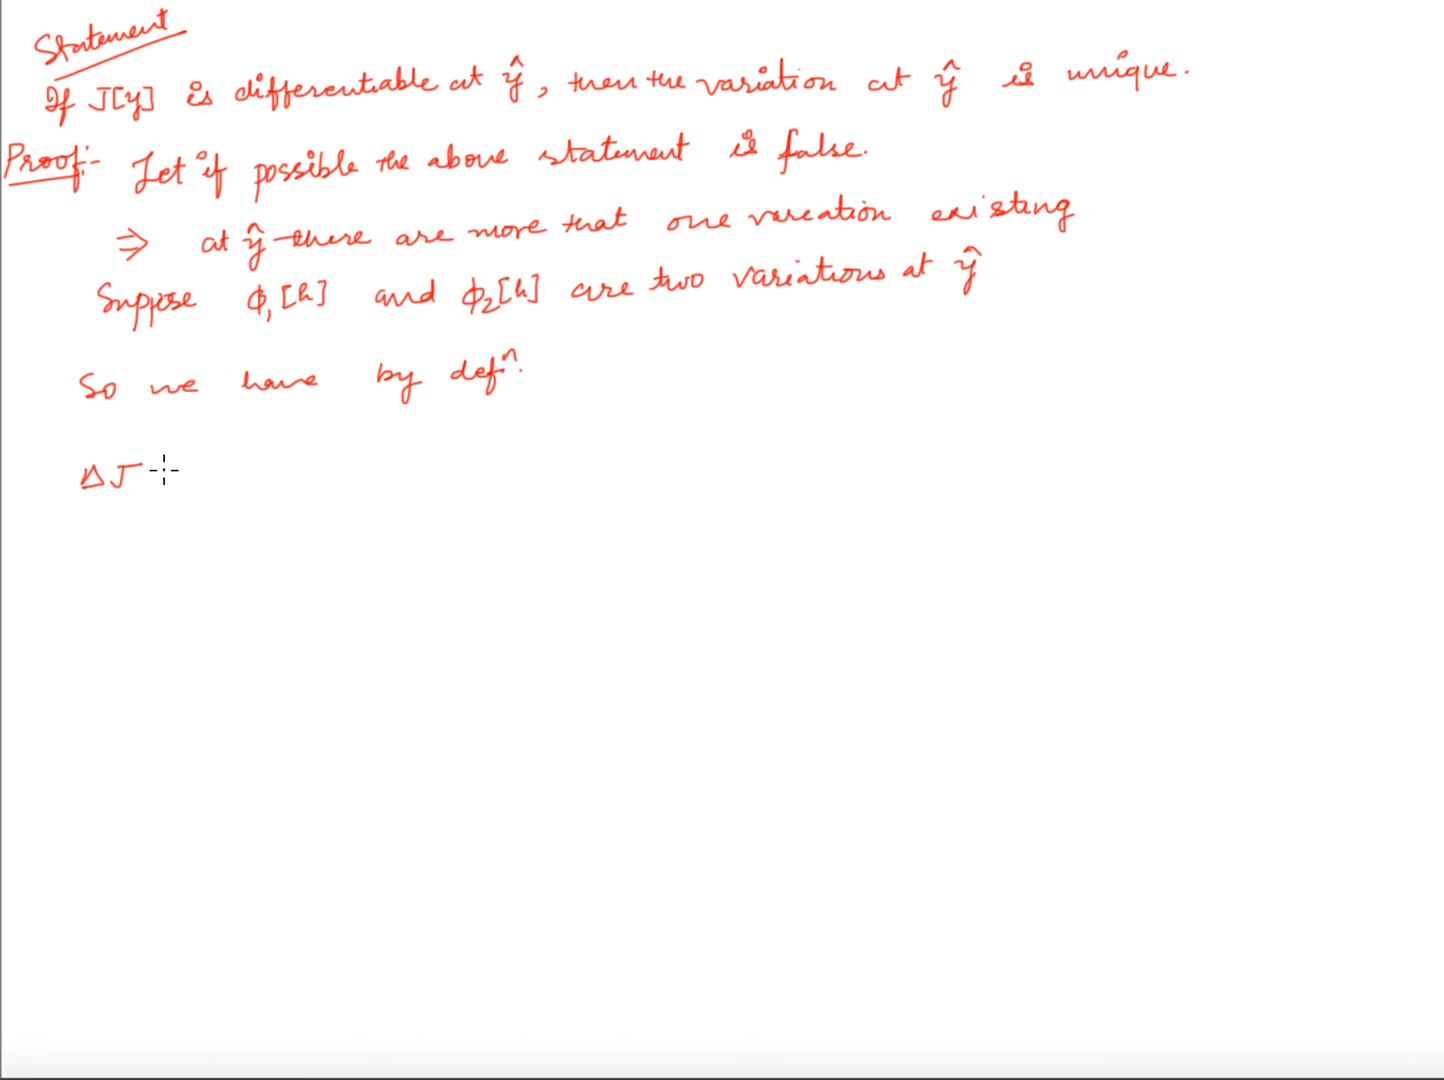 Statement
If J[y] is differentiable at ŷ, then the variation at ŷ is unique.
Proof:- Let if possible the above statement is false.
⇒ at ŷ there are more that one variation existing
Suppose ϕ₁[h] and ϕ₂[h] are two variations at ŷ
So we have by defⁿ.
ΔJ